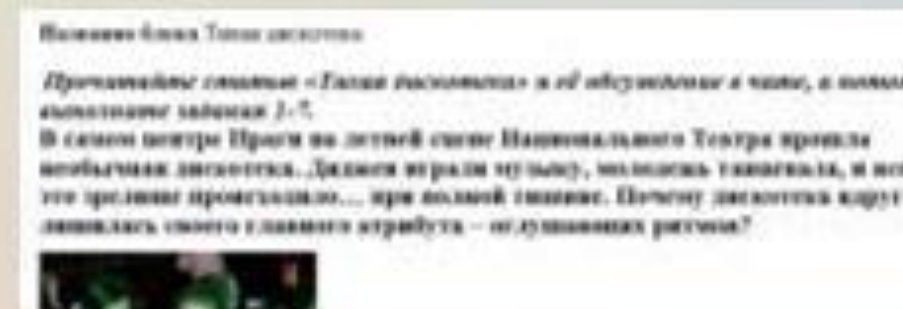 Название блока Тихая дискотека
Прочитайте статью «Тихая дискотека» и её обсуждение в чате, а потом
выполните задания 1-7.
В самом центре Праги на летней сцене Национального Театра прошла
необычная дискотека. Диджеи играли музыку, молодежь танцевала, и все
это зрелище происходило… при полной тишине. Почему дискотека вдруг
лишилась своего главного атрибута – оглушающих ритмов?